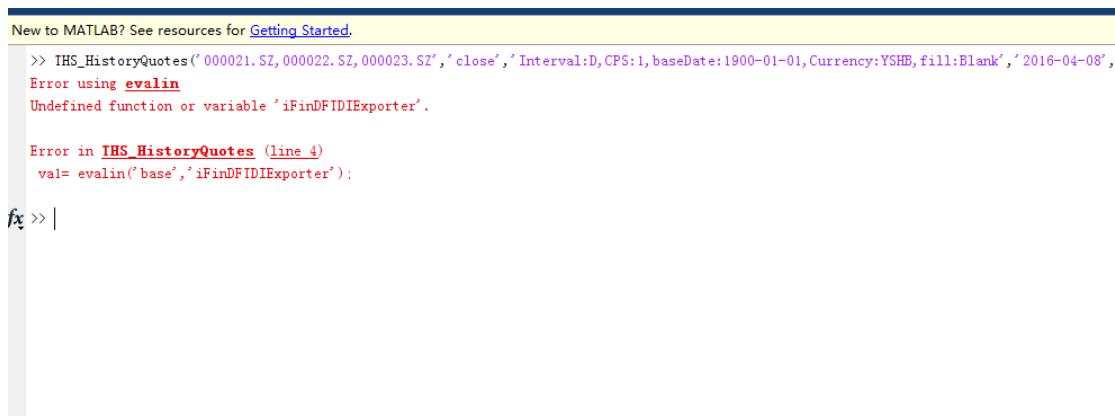 New to MATLAB? See resources for Getting Started.
>> THS_HistoryQuotes('000021.SZ,000022.SZ,000023.SZ','close','Interval:D,CPS:1,baseDate:1900-01-01,Currency:YSHB,fill:Blank','2016-04-08',
Error using evalin
Undefined function or variable 'iFinDFIDIExporter'.
Error in THS_HistoryQuotes (line 4)
val= evalin('base','iFinDFIDIExporter');
fx >>